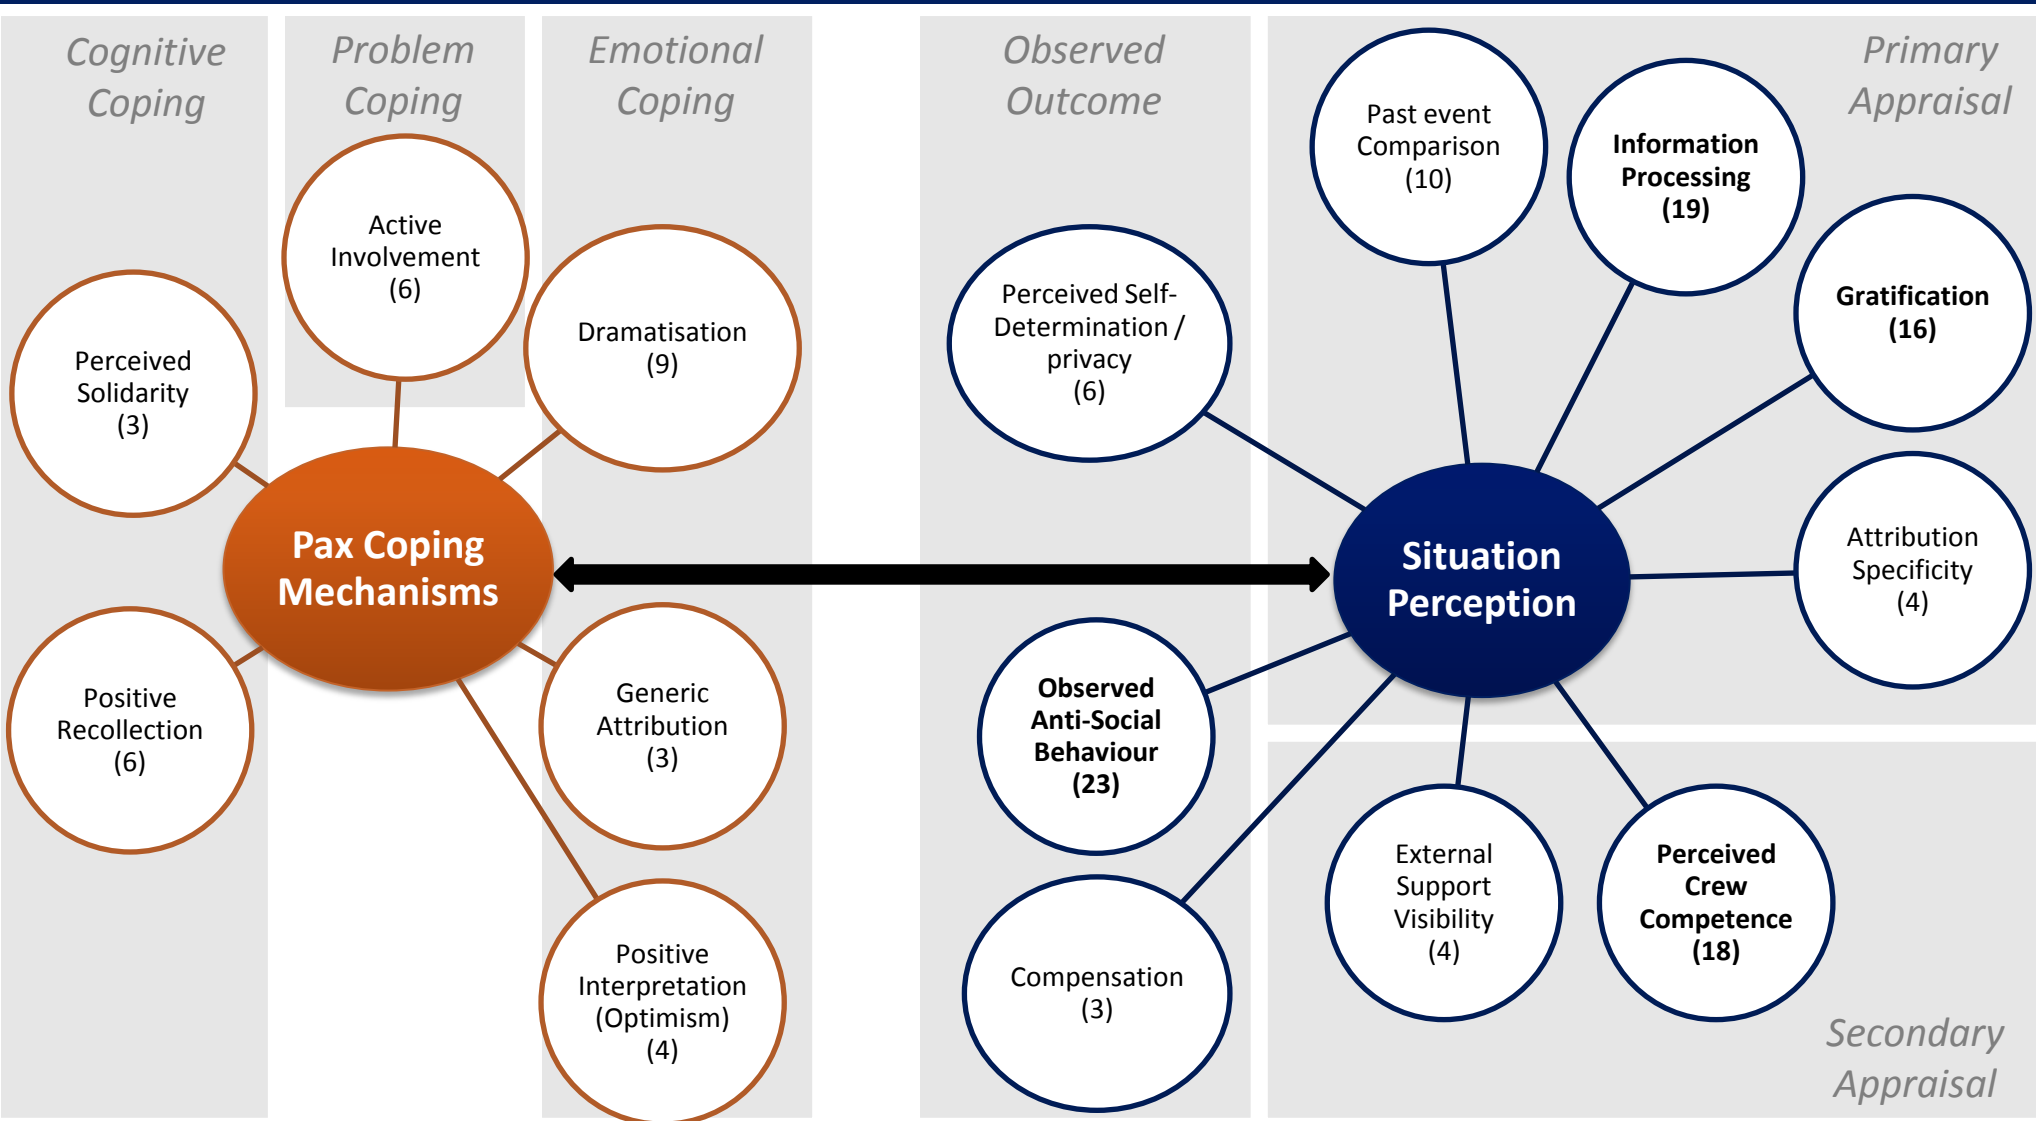 Cognitive
Coping
Problem
Coping
Emotional
Coping
Observed
Outcome
Primary
Appraisal
Perceived
Solidarity
(3)
Active
Involvement
(6)
Dramatisation
(9)
Pax Coping
Mechanisms
Positive
Recollection
(6)
Generic
Attribution
(3)
Positive
Interpretation
(Optimism)
(4)
Perceived Self-
Determination /
privacy
(6)
Past event
Comparison
(10)
Information
Processing
(19)
Gratification
(16)
Attribution
Specificity
(4)
Situation
Perception
Observed
Anti-Social
Behaviour
(23)
Compensation
(3)
External
Support
Visibility
(4)
Perceived
Crew
Competence
(18)
Secondary
Appraisal